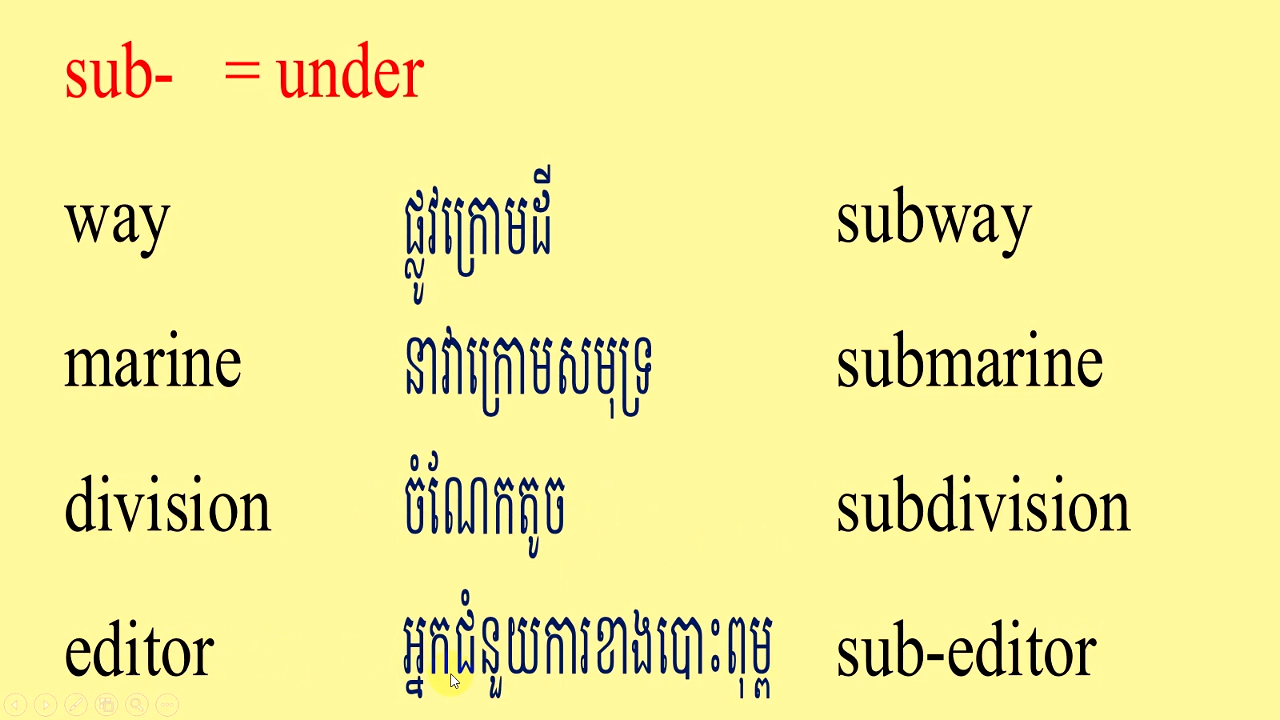 sub- = under
way ផ្លូវក្រោមដី subway
marine នាវាក្រោមសមុទ្រ submarine
division ចំណែកតូច subdivision
editor អ្នកជំនួយការខាងបោះពុម្ព sub-editor